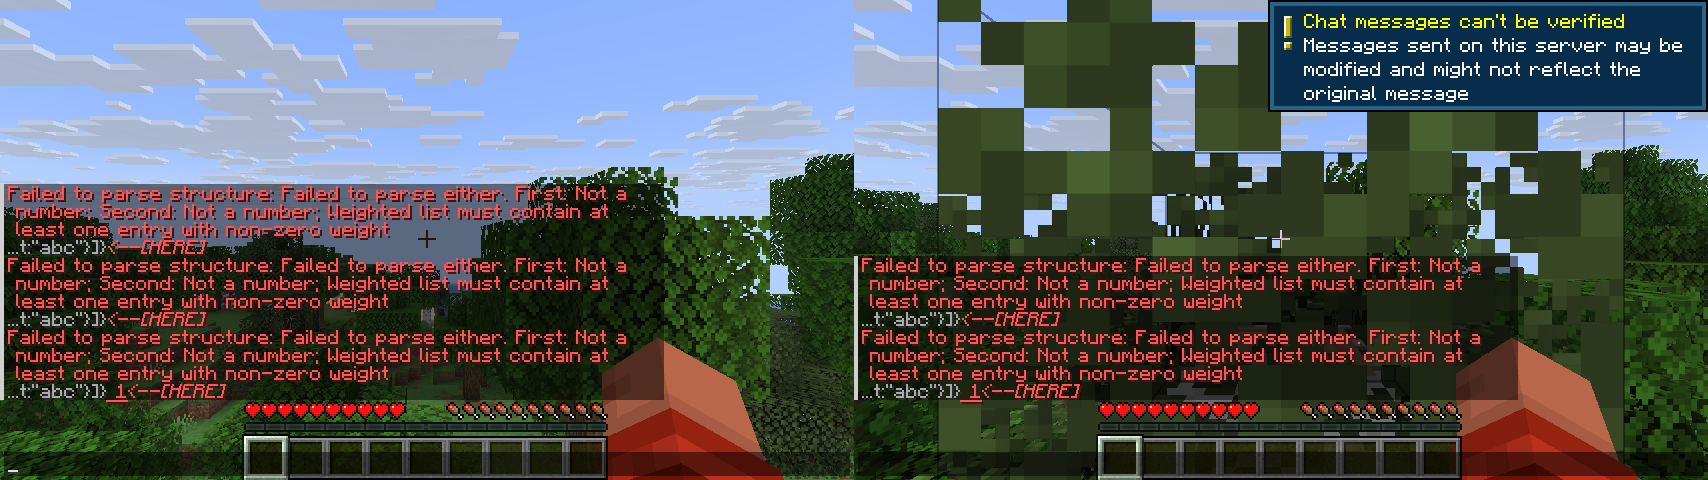 Failed to parse structure: Failed to parse either. First: Not a
number; Second: Not a number; Weighted list must contain at
least one entry with non-zero weight
...t:"abc"}]}<--[HERE]
Failed to parse structure: Failed to parse either. First: Not a
number; Second: Not a number; Weighted list must contain at
least one entry with non-zero weight
...t:"abc"}]}<--[HERE]
Failed to parse structure: Failed to parse either. First: Not a
number; Second: Not a number; Weighted list must contain at
least one entry with non-zero weight
...t:"abc"}]} 1<--[HERE]
_
Chat messages can't be verified
Messages sent on this server may be
modified and might not reflect the
original message
Failed to parse structure: Failed to parse either. First: Not a
number; Second: Not a number; Weighted list must contain at
least one entry with non-zero weight
...t:"abc"}]}<--[HERE]
Failed to parse structure: Failed to parse either. First: Not a
number; Second: Not a number; Weighted list must contain at
least one entry with non-zero weight
...t:"abc"}]} 1<--[HERE]